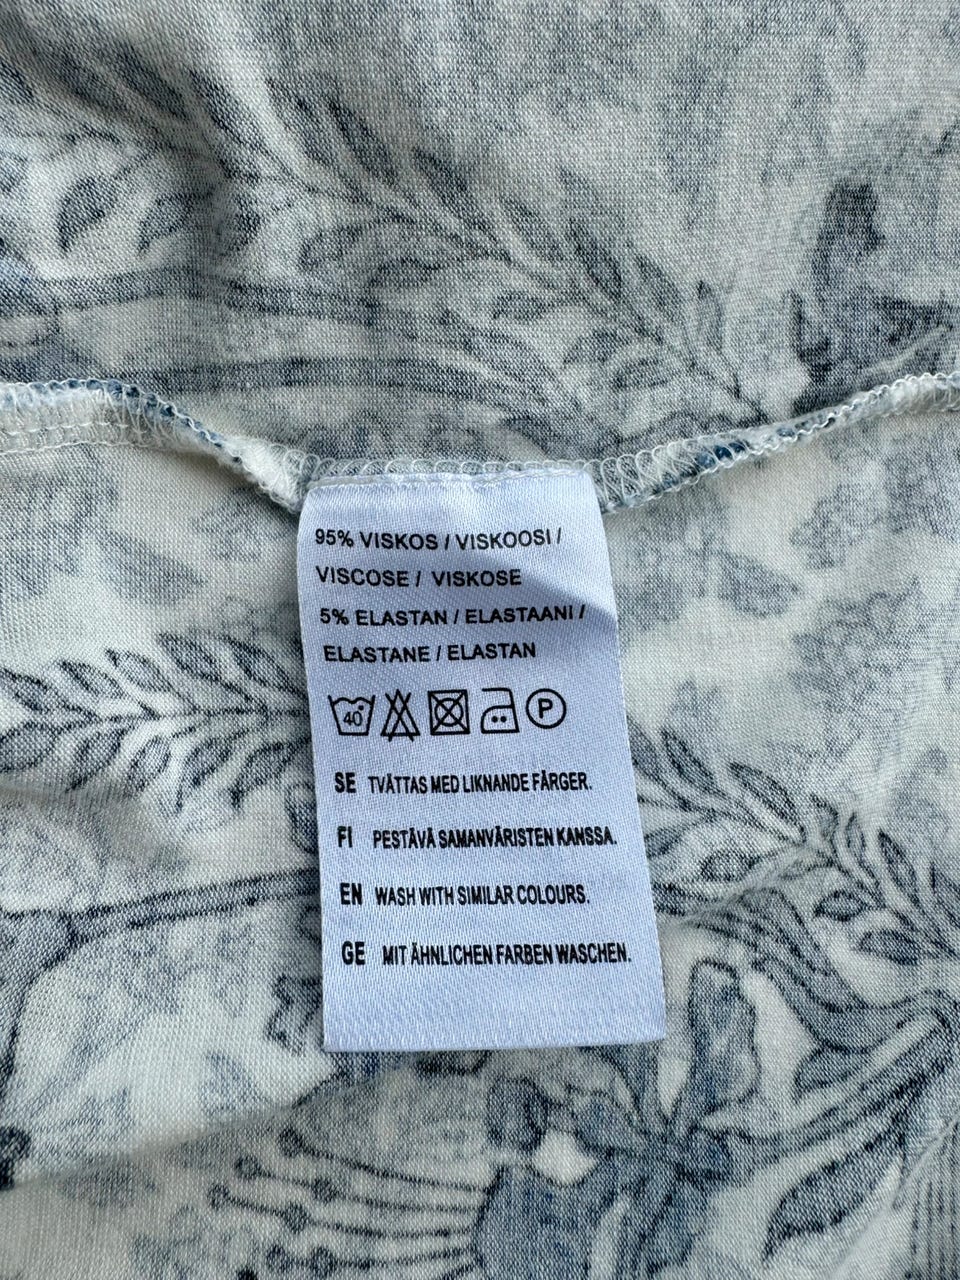 95% VISKOS / VISKOOSI /
VISCOSE / VISKOSE
5% ELASTAN / ELASTAANI /
ELASTANE / ELASTAN
40 P
SE TVÄTTAS MED LIKNANDE FÄRGER.
FI PESTÄVÄ SAMANVÄRISTEN KANSSA.
EN WASH WITH SIMILAR COLOURS.
GE MIT ÄHNLICHEN FARBEN WASCHEN.